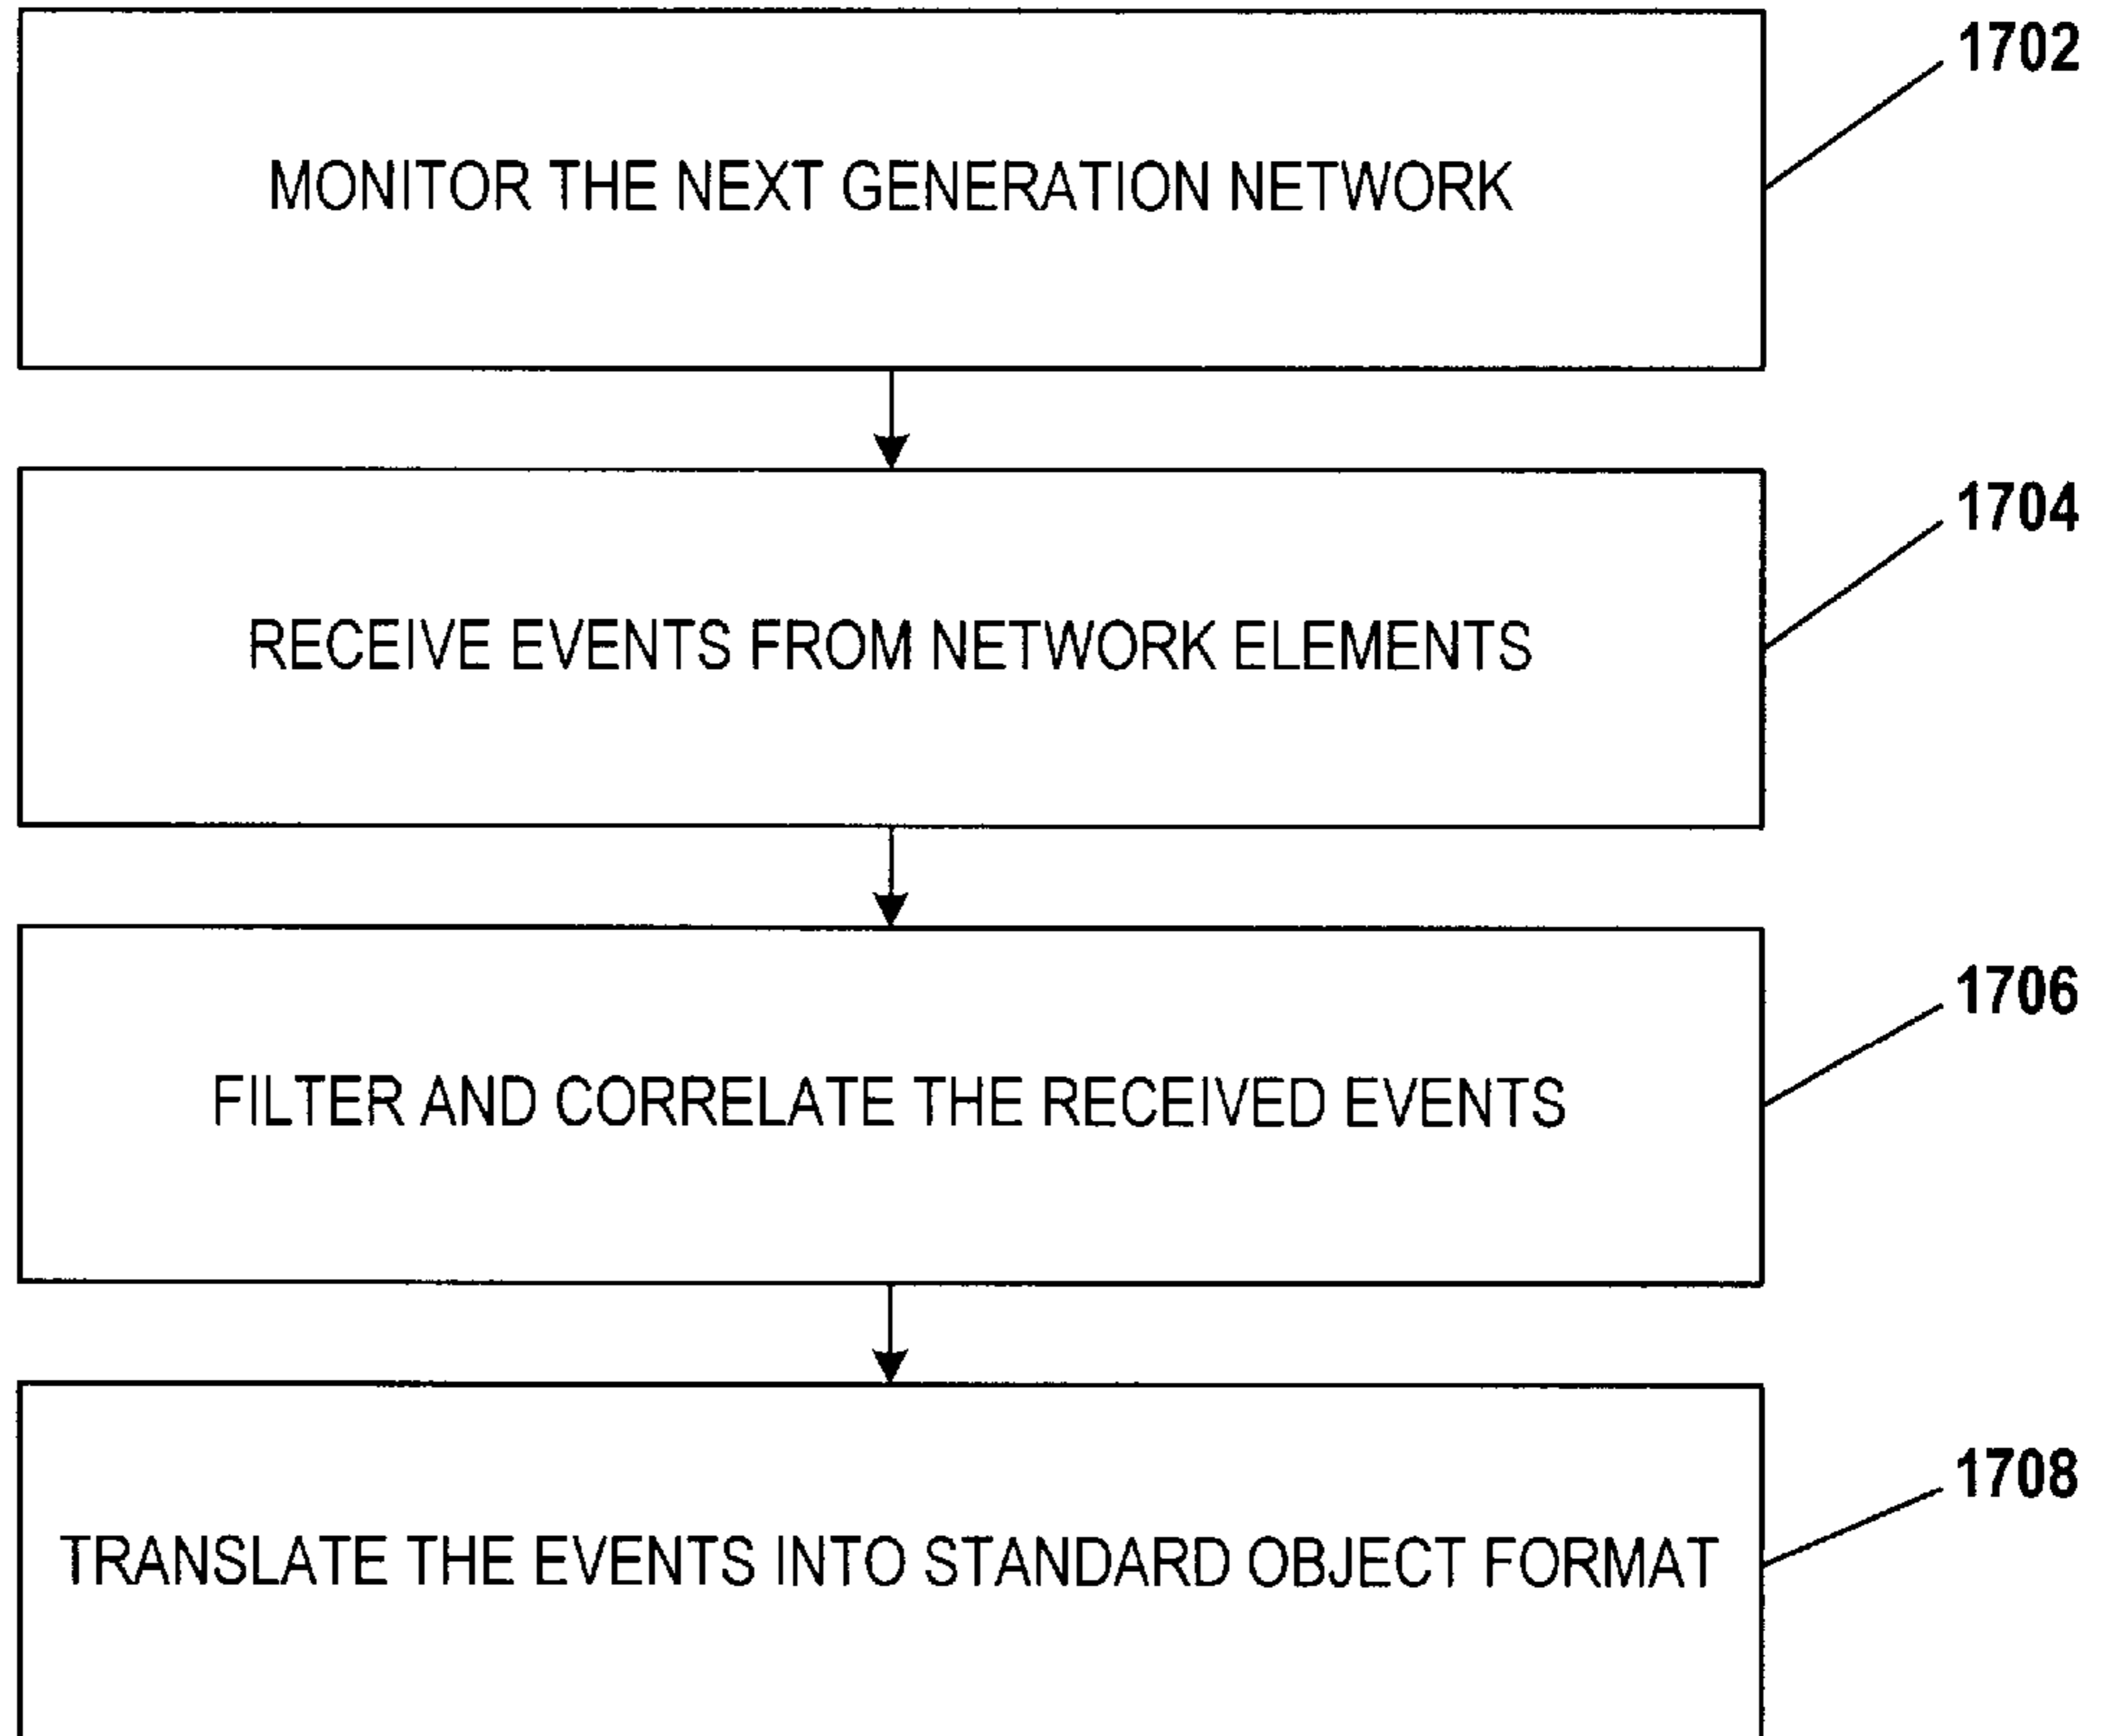 1702
MONITOR THE NEXT GENERATION NETWORK
1704
RECEIVE EVENTS FROM NETWORK ELEMENTS
1706
FILTER AND CORRELATE THE RECEIVED EVENTS
1708
TRANSLATE THE EVENTS INTO STANDARD OBJECT FORMAT